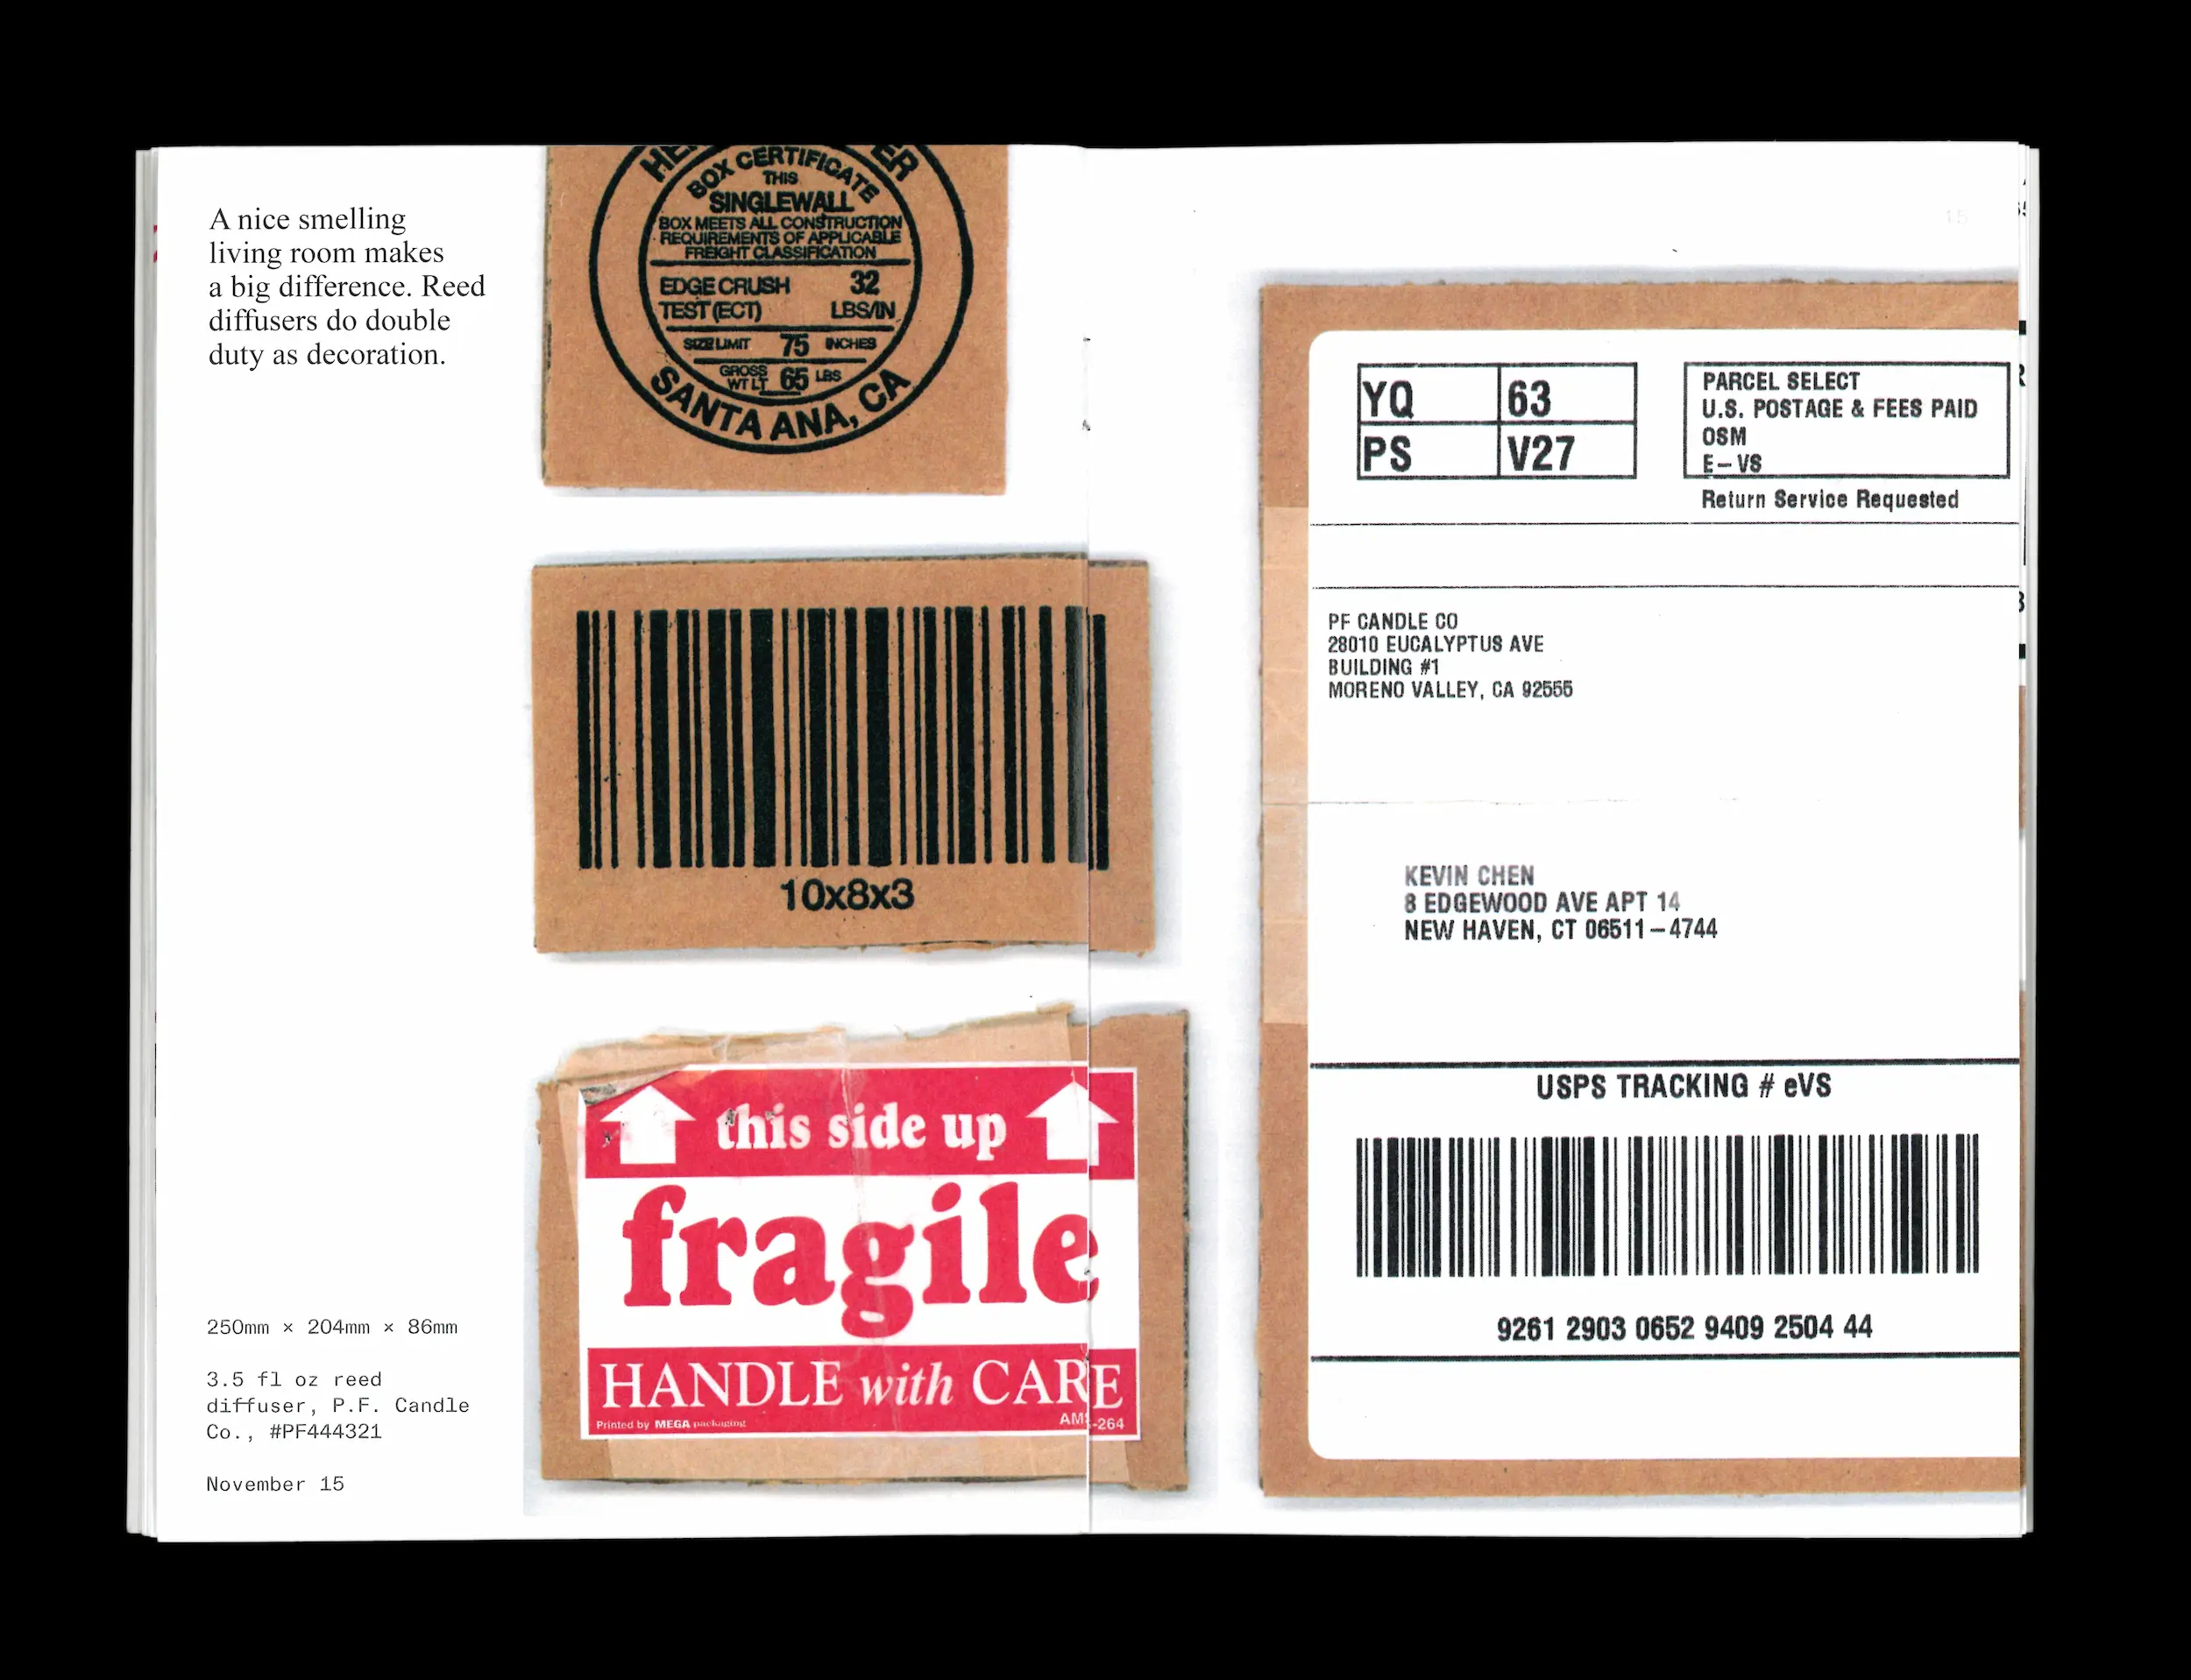 A nice smelling
living room makes
a big difference. Reed
diffusers do double
duty as decoration.
250mm × 204mm × 86mm
3.5 fl oz reed
diffuser, P.F. Candle
Co., #PF444321
November 15
BOX CERTIFICATE
THIS
SINGLEWALL
BOX MEETS ALL CONSTRUCTION
REQUIREMENTS OF APPLICABLE
FREIGHT CLASSIFICATION
EDGE CRUSH 32
TEST (ECT) LBS/IN
SIZE LIMIT 75 INCHES
GROSS
WT LT 65 LBS
SANTA ANA, CA
10x8x3
this side up
fragile
HANDLE with CARE
Printed by MEGA packaging
15
YQ 63
PS V27
PARCEL SELECT
U.S. POSTAGE & FEES PAID
OSM
E-VS
Return Service Requested
PF CANDLE CO
28010 EUCALYPTUS AVE
BUILDING #1
MORENO VALLEY, CA 92555
KEVIN CHEN
8 EDGEWOOD AVE APT 14
NEW HAVEN, CT 06511-4744
USPS TRACKING # eVS
9261 2903 0652 9409 2504 44